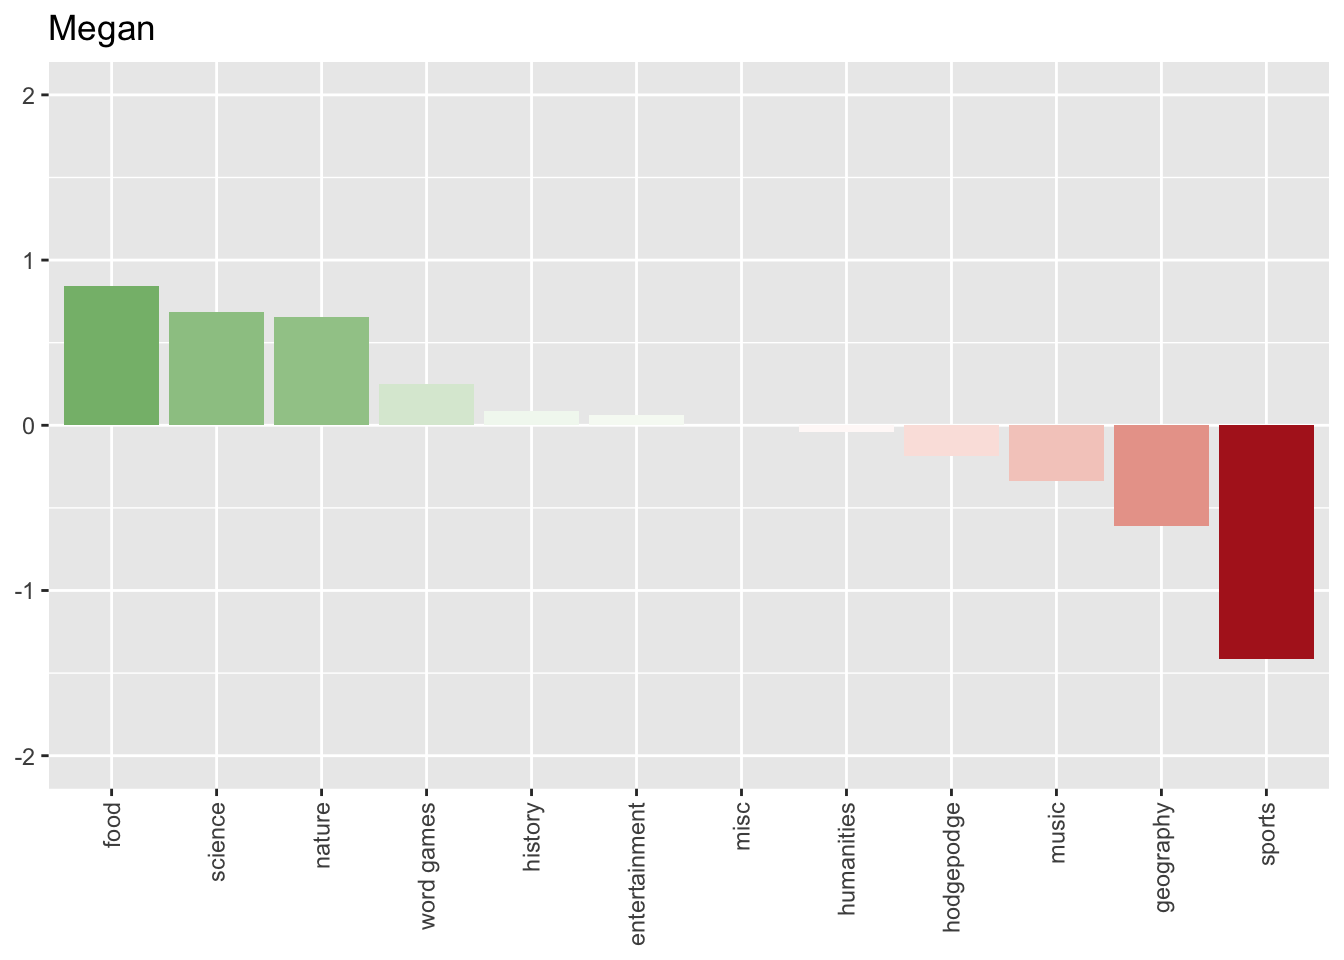 Megan
2
1
0
-1
-2
food
science
nature
word games
history
entertainment
misc
humanities
hodgepodge
music
geography
sports